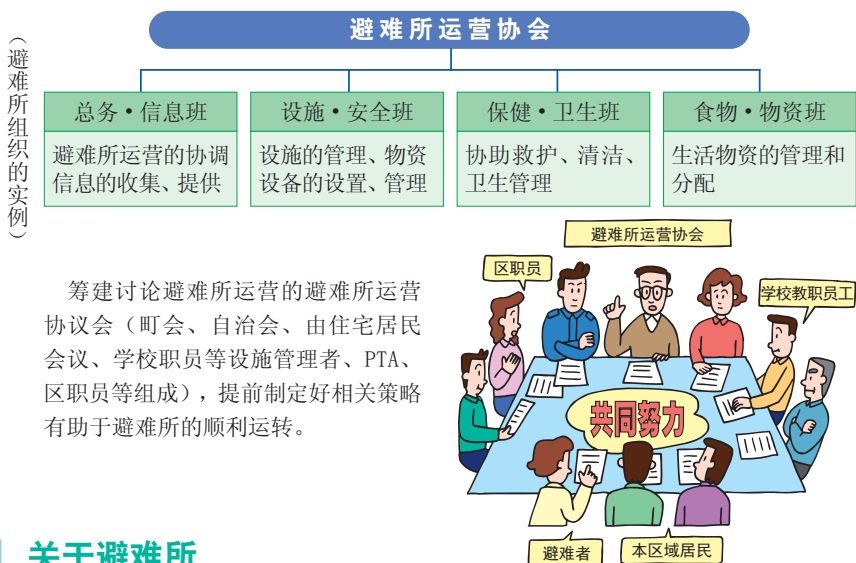 （避难所组织的实例）
避难所运营协会
总务·信息班
避难所运营的协调
信息的收集、提供
设施·安全班
设施的管理、物资
设备的设置、管理
保健·卫生班
协助救护、清洁、
卫生管理
食物·物资班
生活物资的管理和
分配
筹建讨论避难所运营的避难所运营
协议会（町会、自治会、由住宅居民
会议、学校职员等设施管理者、PTA、
区职员等组成），提前制定好相关策略
有助于避难所的顺利运转。
避难所运营协会
区职员
学校教职员工
共同努力
避难者
本区域居民
关于避难所